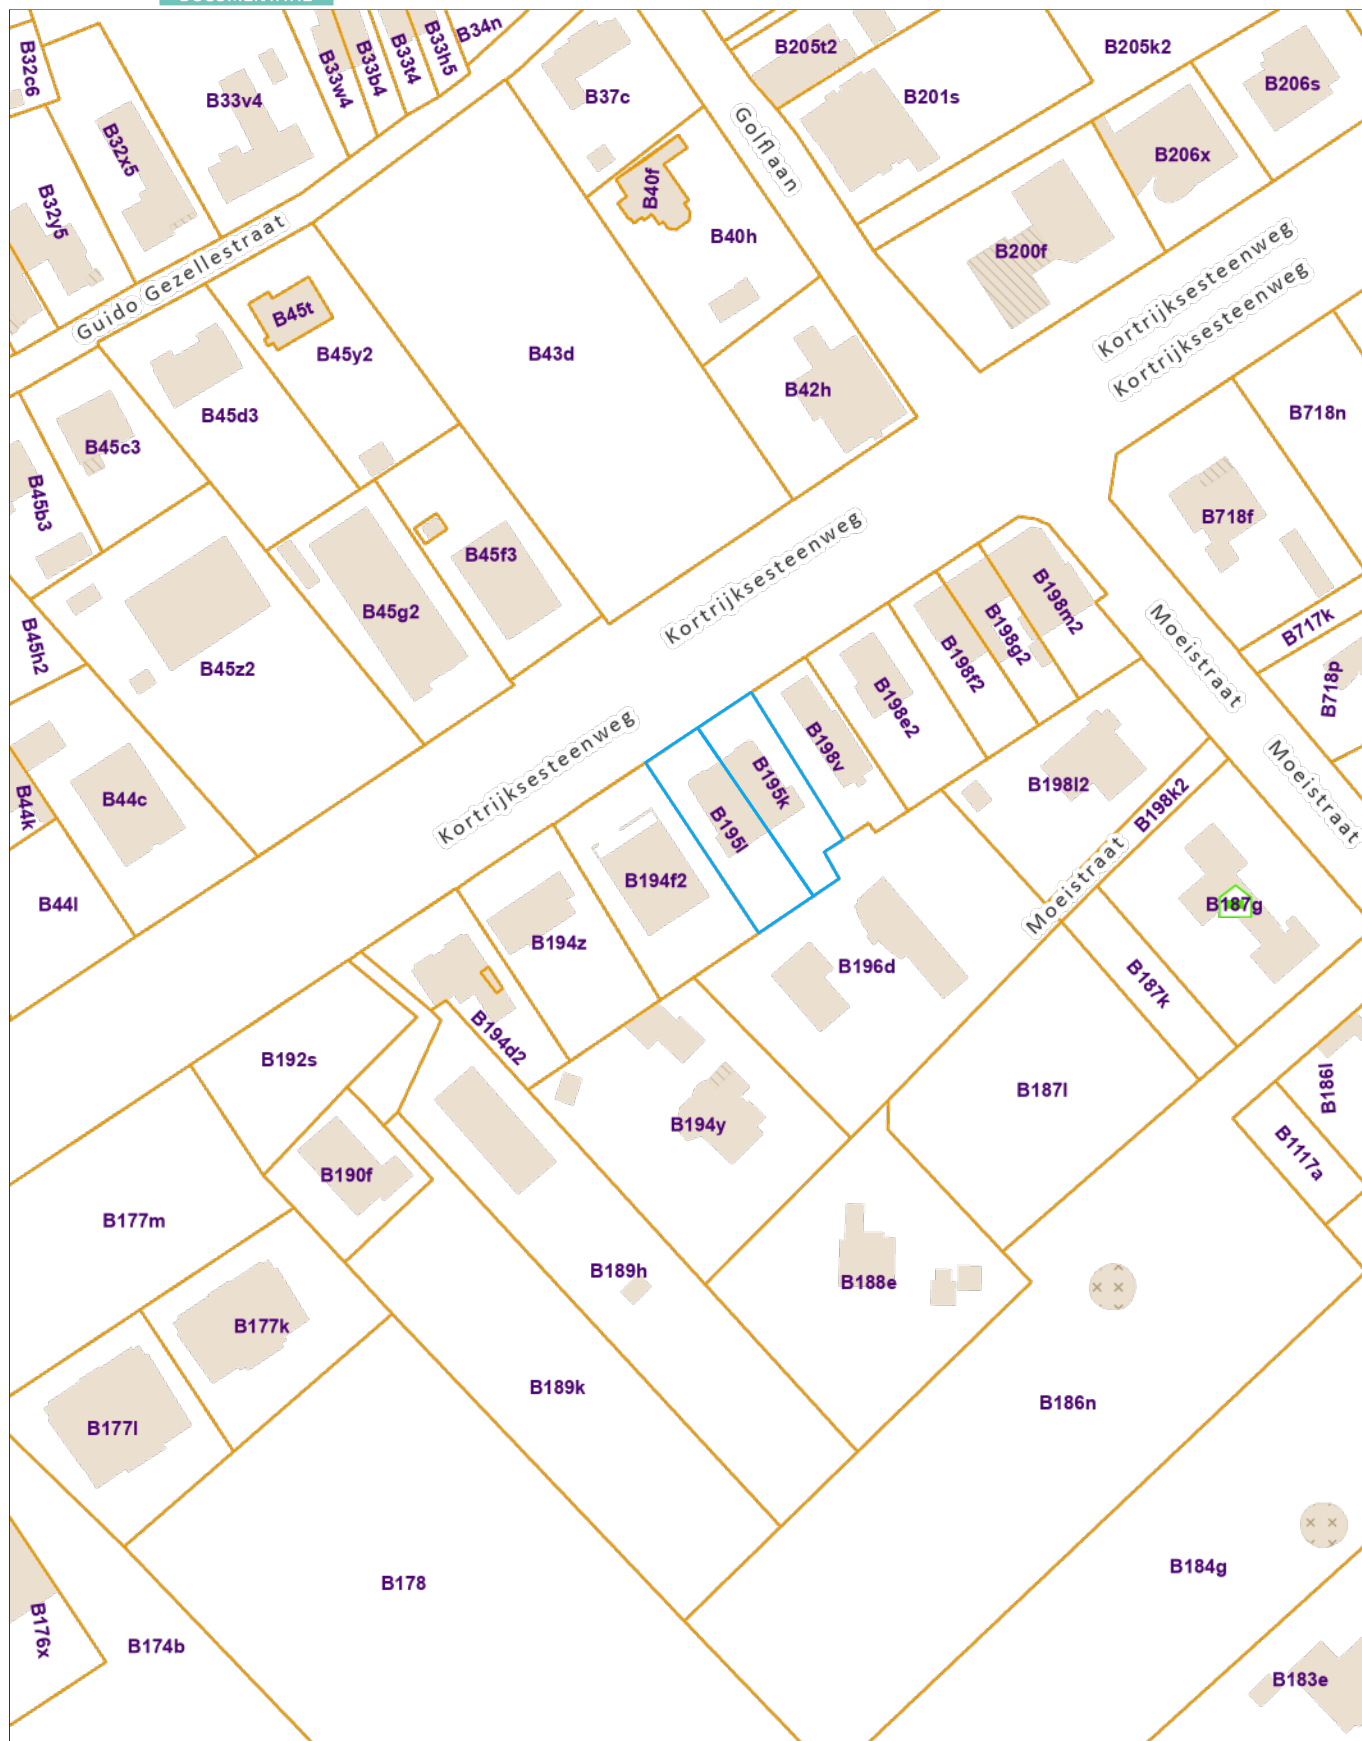 B32c6
B33v4
B33w4
B33b4
B33t4
B33h5
B34n
B37c
Golflaan
B205t2
B201s
B205k2
B206s
B32x5
B32y5
B40f
B40h
B206x
B200f
Guido Gezellestraat
Kortrijksesteenweg
Kortrijksesteenweg
B45t
B45y2
B43d
B42h
B45d3
B45c3
B45b3
B718n
B718f
B45f3
B45g2
Kortrijksesteenweg
B198m2
B198g2
B198f2
B717k
B718p
Moeistraat
B45h2
B45z2
B198e2
B198v
Kortrijksesteenweg
B195k
B195l
B198l2
B198k2
Moeistraat
B44k
B44c
B44l
B194f2
Moeistraat
B187g
B194z
B196d
B187k
B194d2
B192s
B187l
B186l
B194y
B1117a
B190f
B177m
B189h
B188e
B177k
B189k
B186n
B177l
B178
B184g
B176x
B174b
B183e